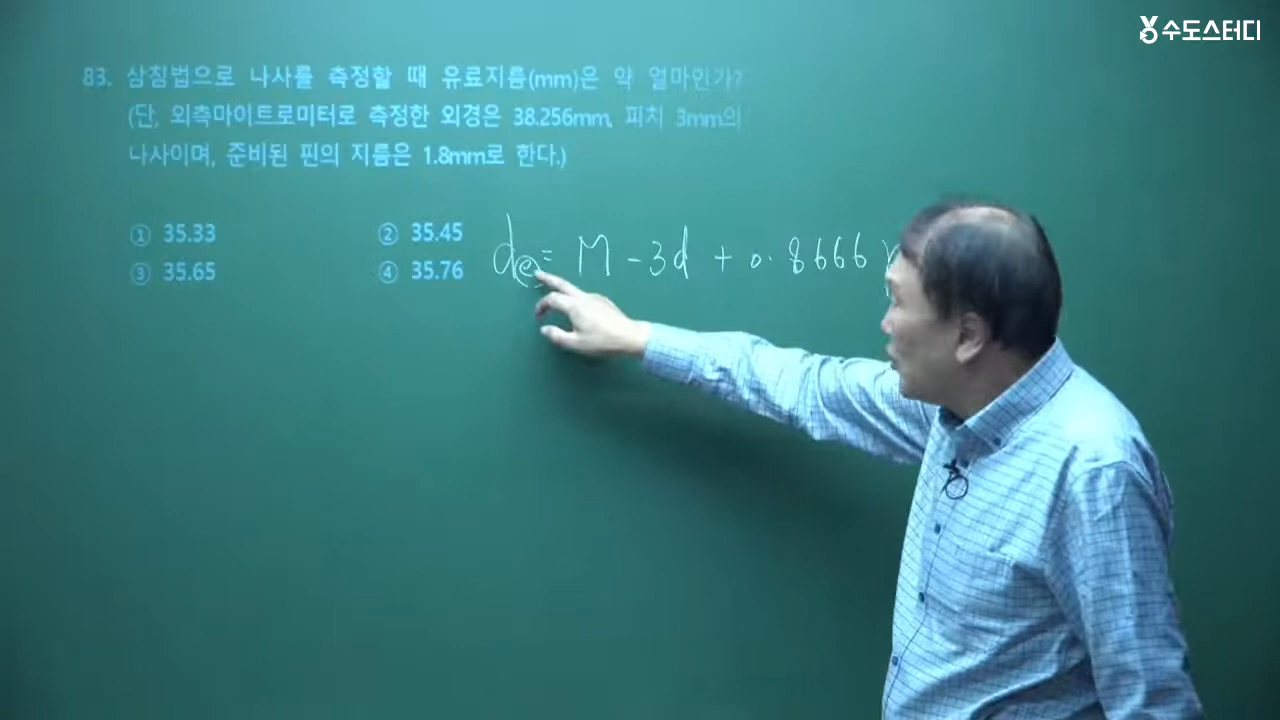 수도스터디
83. 삼침법으로 나사를 측정할 때 유료지름(mm)은 약 얼마인가?
(단, 외측마이트로미터로 측정한 외경은 38.256mm, 피치 3mm의
나사이며, 준비된 핀의 지름은 1.8mm로 한다.)
① 35.33 ② 35.45
③ 35.65 ④ 35.76
de = M - 3d + 0.8666